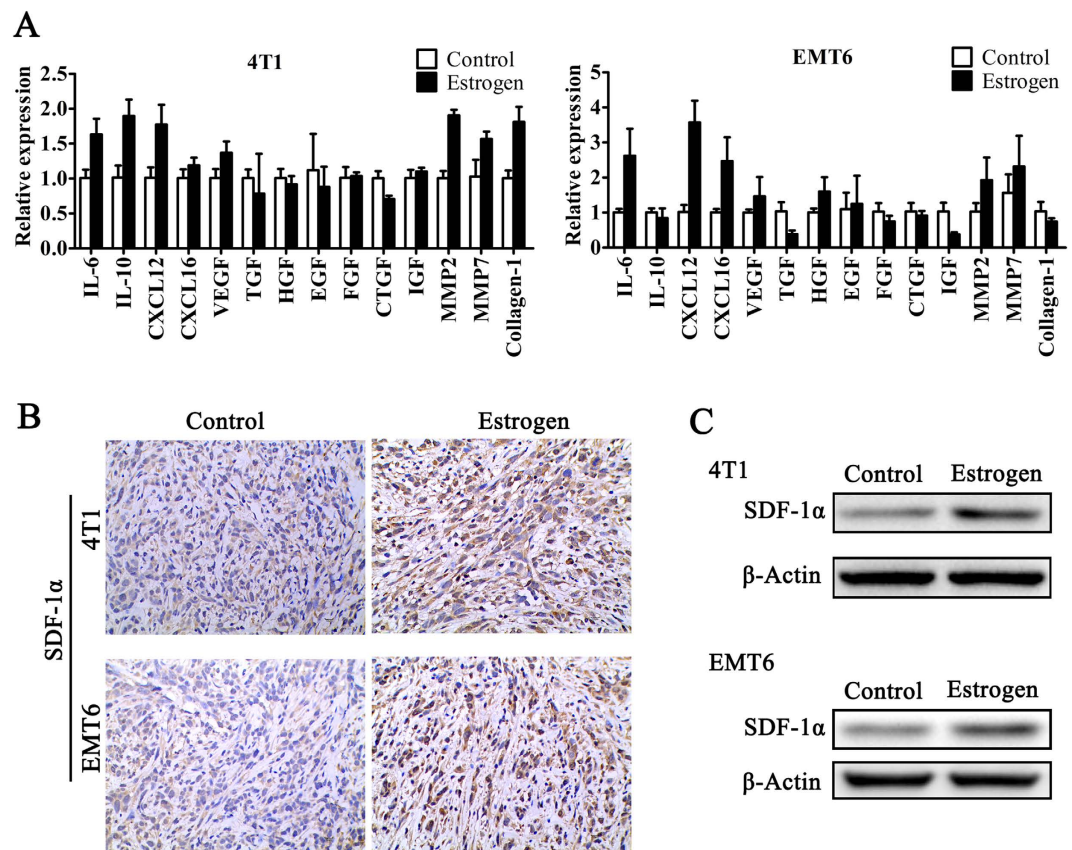 A
4T1
Control
Estrogen
Relative expression
2.5
2.0
1.5
1.0
0.5
0.0
IL-6
IL-10
CXCL12
CXCL16
VEGF
TGF
HGF
EGF
FGF
CTGF
IGF
MMP2
MMP7
Collagen-1
EMT6
Control
Estrogen
Relative expression
5
4
3
2
1
0
IL-6
IL-10
CXCL12
CXCL16
VEGF
TGF
HGF
EGF
FGF
CTGF
IGF
MMP2
MMP7
Collagen-1
B
Control Estrogen
SDF-1α
4T1
EMT6
C
4T1
Control Estrogen
SDF-1α
β-Actin
EMT6
Control Estrogen
SDF-1α
β-Actin